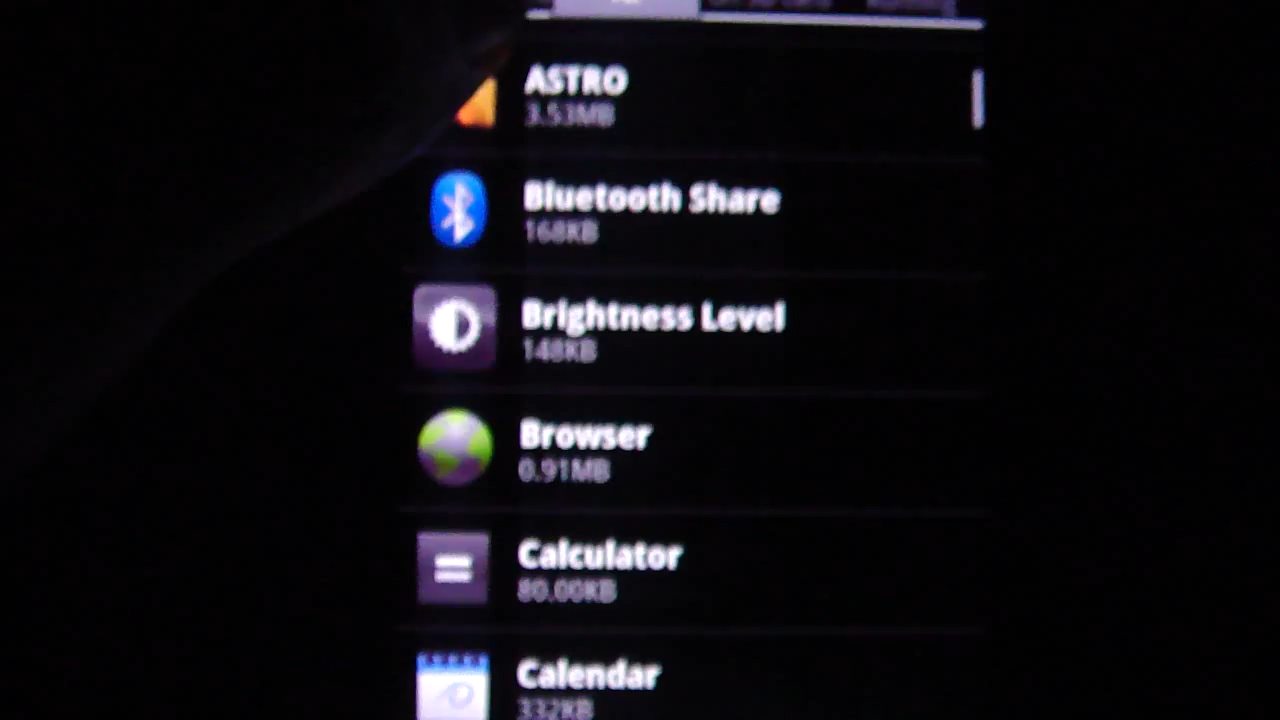 ASTRO
3.53MB
Bluetooth Share
168KB
Brightness Level
148KB
Browser
0.91MB
Calculator
80.00KB
Calendar
332KB